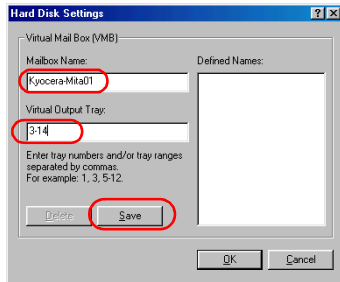 Hard Disk Settings
Virtual Mail Box (VMB)
Mailbox Name:
Defined Names:
Kyocera-Mita01
Virtual Output Tray:
3-14
Enter tray numbers and/or tray ranges
separated by commas.
For example: 1, 3, 5-12.
Delete
Save
OK
Cancel